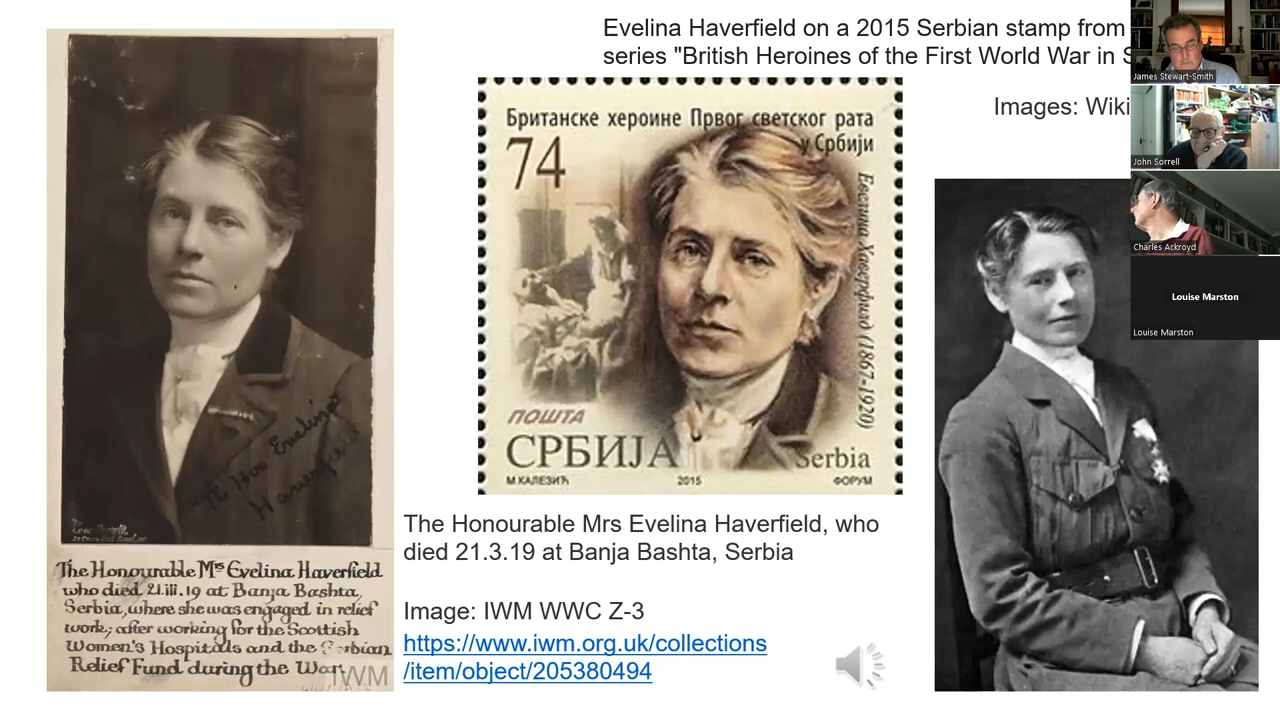 Evelina Haverfield on a 2015 Serbian stamp from
series "British Heroines of the First World War in S
Images: Wiki
Британске хероине Првог светског рата
у Србији
74
Евелина Хаверфилд (1867-1920)
ПОШТА
СРБИЈА
Serbia
М.КАЛЕЗИЋ
2015
ФОРУМ
The Hon Evelina
Haverfield
The Honourable Mrs Evelina Haverfield
who died 21.iii.19 at Banja Bashta,
Serbia, where she was engaged in relief
work; after working for the Scottish
Women's Hospitals and the Serbian
Relief Fund during the War.
IWM
The Honourable Mrs Evelina Haverfield, who
died 21.3.19 at Banja Bashta, Serbia
Image: IWM WWC Z-3
https://www.iwm.org.uk/collections
/item/object/205380494
James Stewart-Smith
John Sorrell
Charles Ackroyd
Louise Marston
Louise Marston